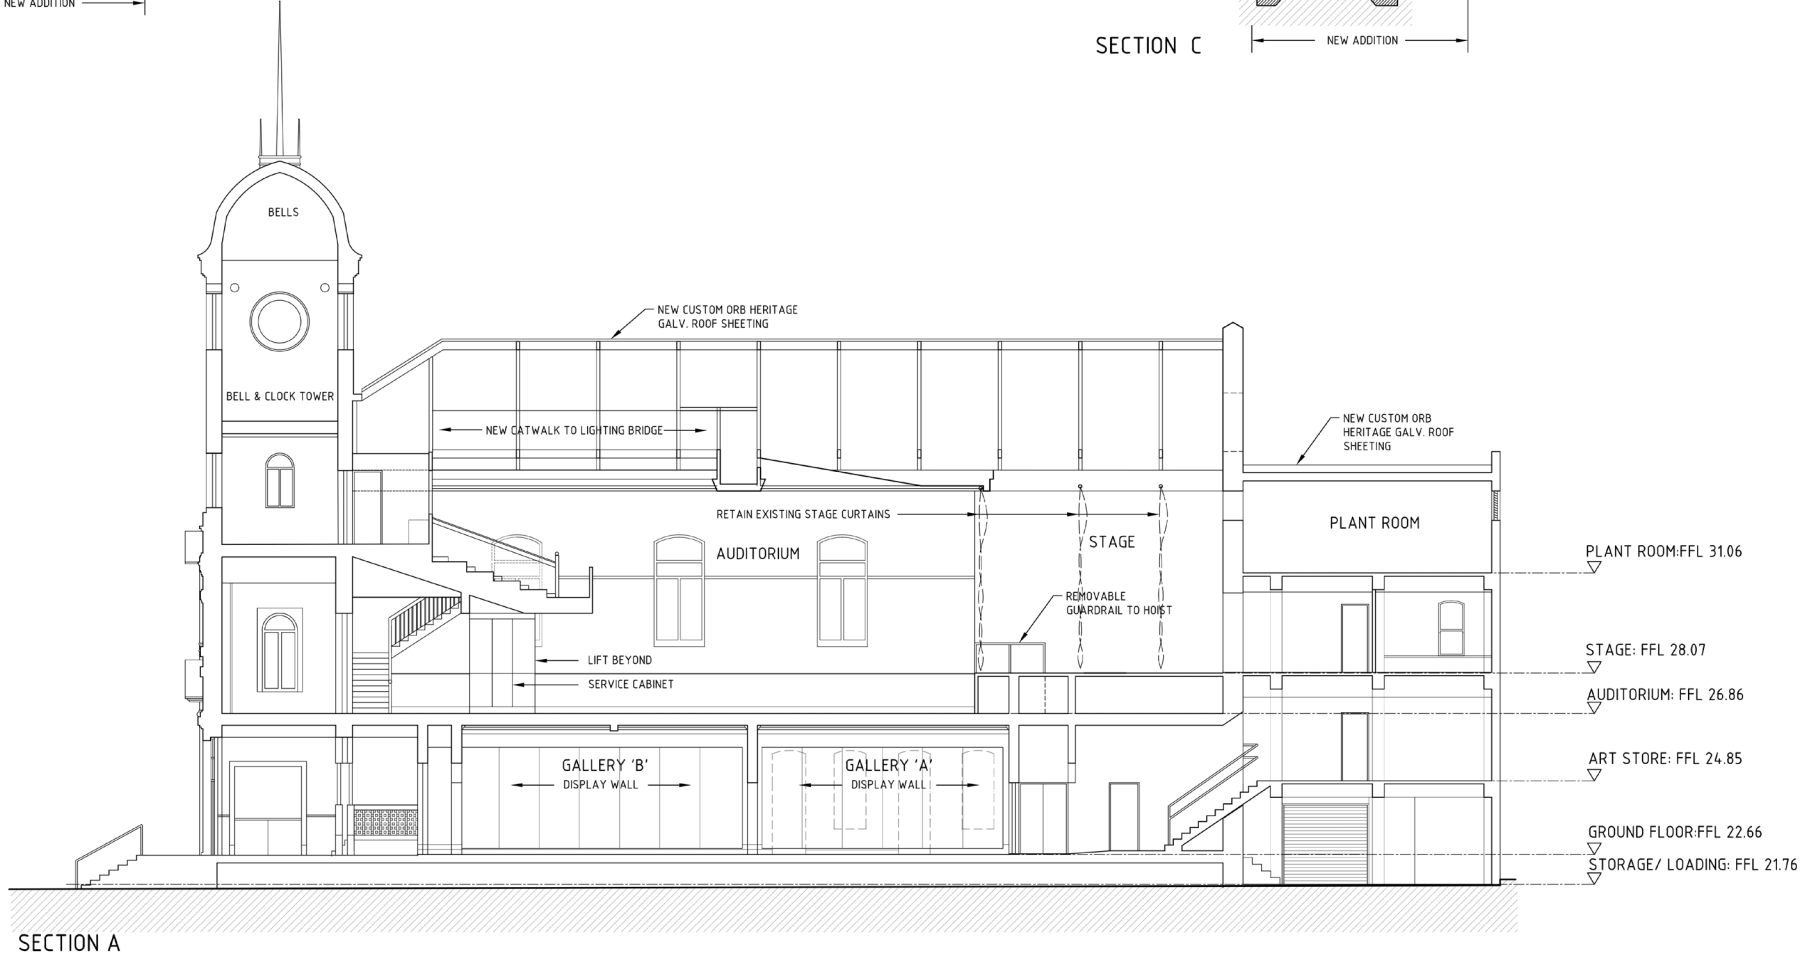 NEW ADDITION
SECTION C
NEW ADDITION
BELLS
NEW CUSTOM ORB HERITAGE
GALV. ROOF SHEETING
BELL & CLOCK TOWER
NEW CATWALK TO LIGHTING BRIDGE
NEW CUSTOM ORB
HERITAGE GALV. ROOF
SHEETING
RETAIN EXISTING STAGE CURTAINS
PLANT ROOM
STAGE
AUDITORIUM
PLANT ROOM:FFL 31.06
REMOVABLE
GUARDRAIL TO HOIST
LIFT BEYOND
STAGE: FFL 28.07
SERVICE CABINET
AUDITORIUM: FFL 26.86
GALLERY 'B'
DISPLAY WALL
GALLERY 'A'
DISPLAY WALL
ART STORE: FFL 24.85
GROUND FLOOR:FFL 22.66
STORAGE/ LOADING: FFL 21.76
SECTION A